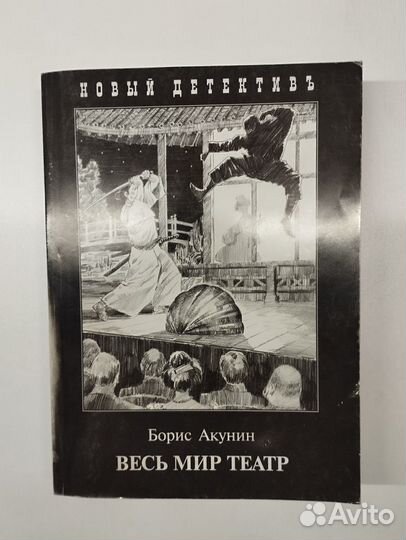 НОВЫЙ ДЕТЕКТИВЪ
Борис Акунин
ВЕСЬ МИР ТЕАТР
Avito